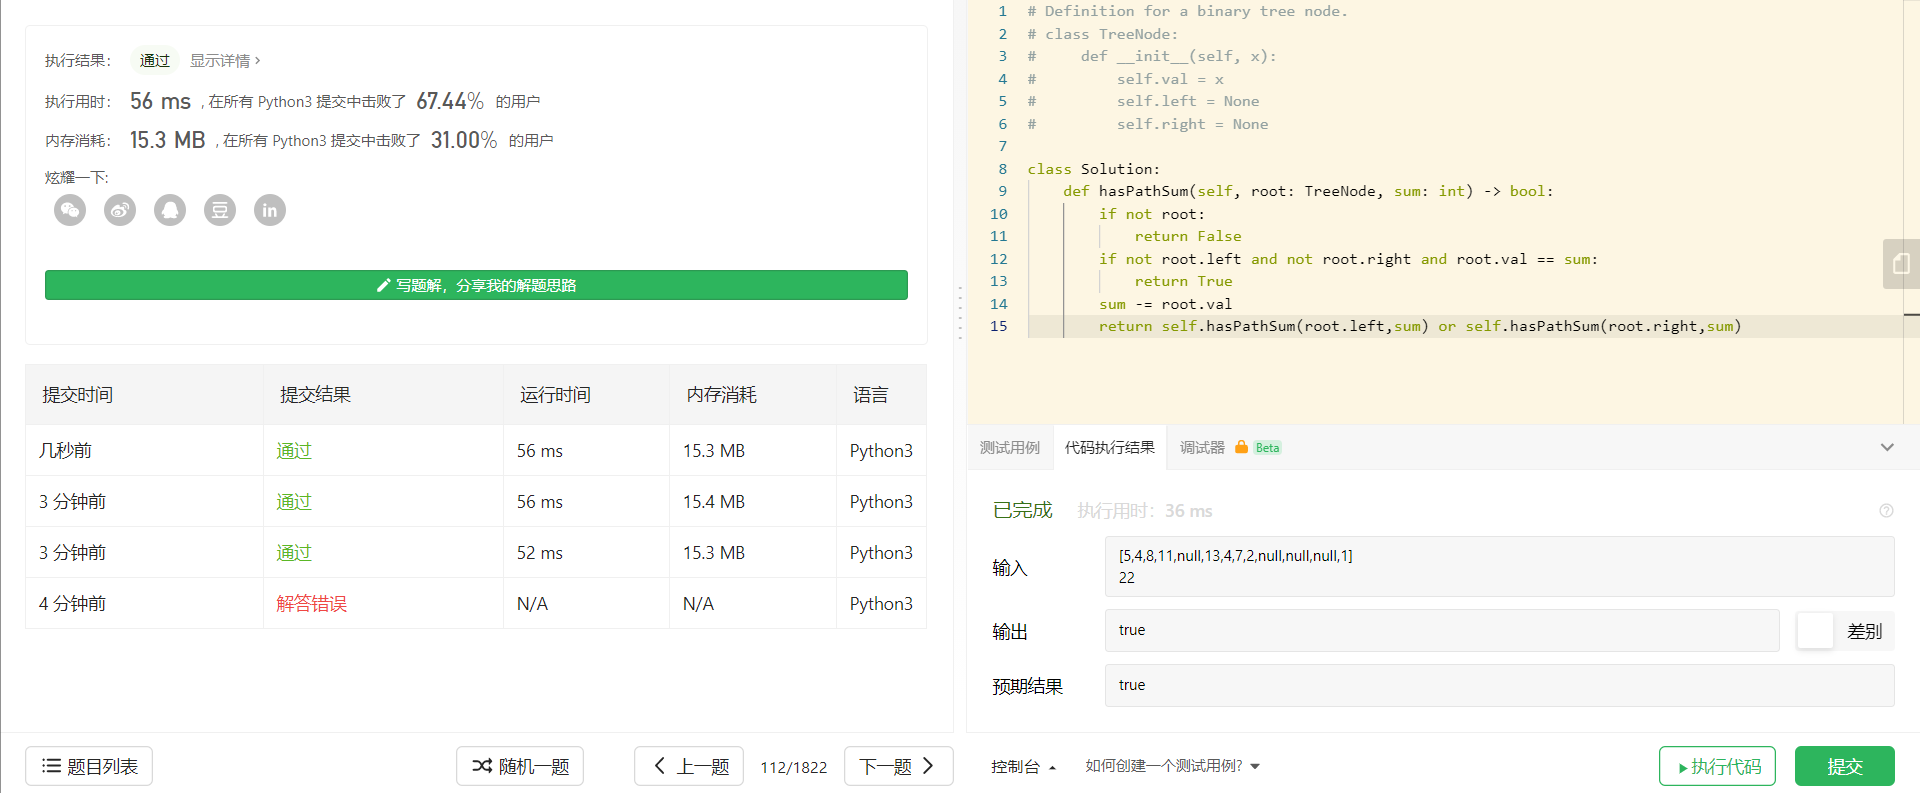 执行结果： 通过 显示详情 ›
执行用时： 56 ms ，在所有 Python3 提交中击败了 67.44% 的用户
内存消耗： 15.3 MB ，在所有 Python3 提交中击败了 31.00% 的用户
炫耀一下:
豆 in
写题解，分享我的解题思路
提交时间 提交结果 运行时间 内存消耗 语言
几秒前 通过 56 ms 15.3 MB Python3
3 分钟前 通过 56 ms 15.4 MB Python3
3 分钟前 通过 52 ms 15.3 MB Python3
4 分钟前 解答错误 N/A N/A Python3
题目列表 随机一题 上一题 112/1822 下一题
1 # Definition for a binary tree node.
2 # class TreeNode:
3 #     def __init__(self, x):
4 #         self.val = x
5 #         self.left = None
6 #         self.right = None
7
8 class Solution:
9     def hasPathSum(self, root: TreeNode, sum: int) -> bool:
10         if not root:
11             return False
12         if not root.left and not root.right and root.val == sum:
13             return True
14         sum -= root.val
15         return self.hasPathSum(root.left,sum) or self.hasPathSum(root.right,sum)
测试用例 代码执行结果 调试器 Beta
已完成 执行用时：36 ms
输入 [5,4,8,11,null,13,4,7,2,null,null,null,1]
22
输出 true 差别
预期结果 true
控制台 如何创建一个测试用例? 执行代码 提交